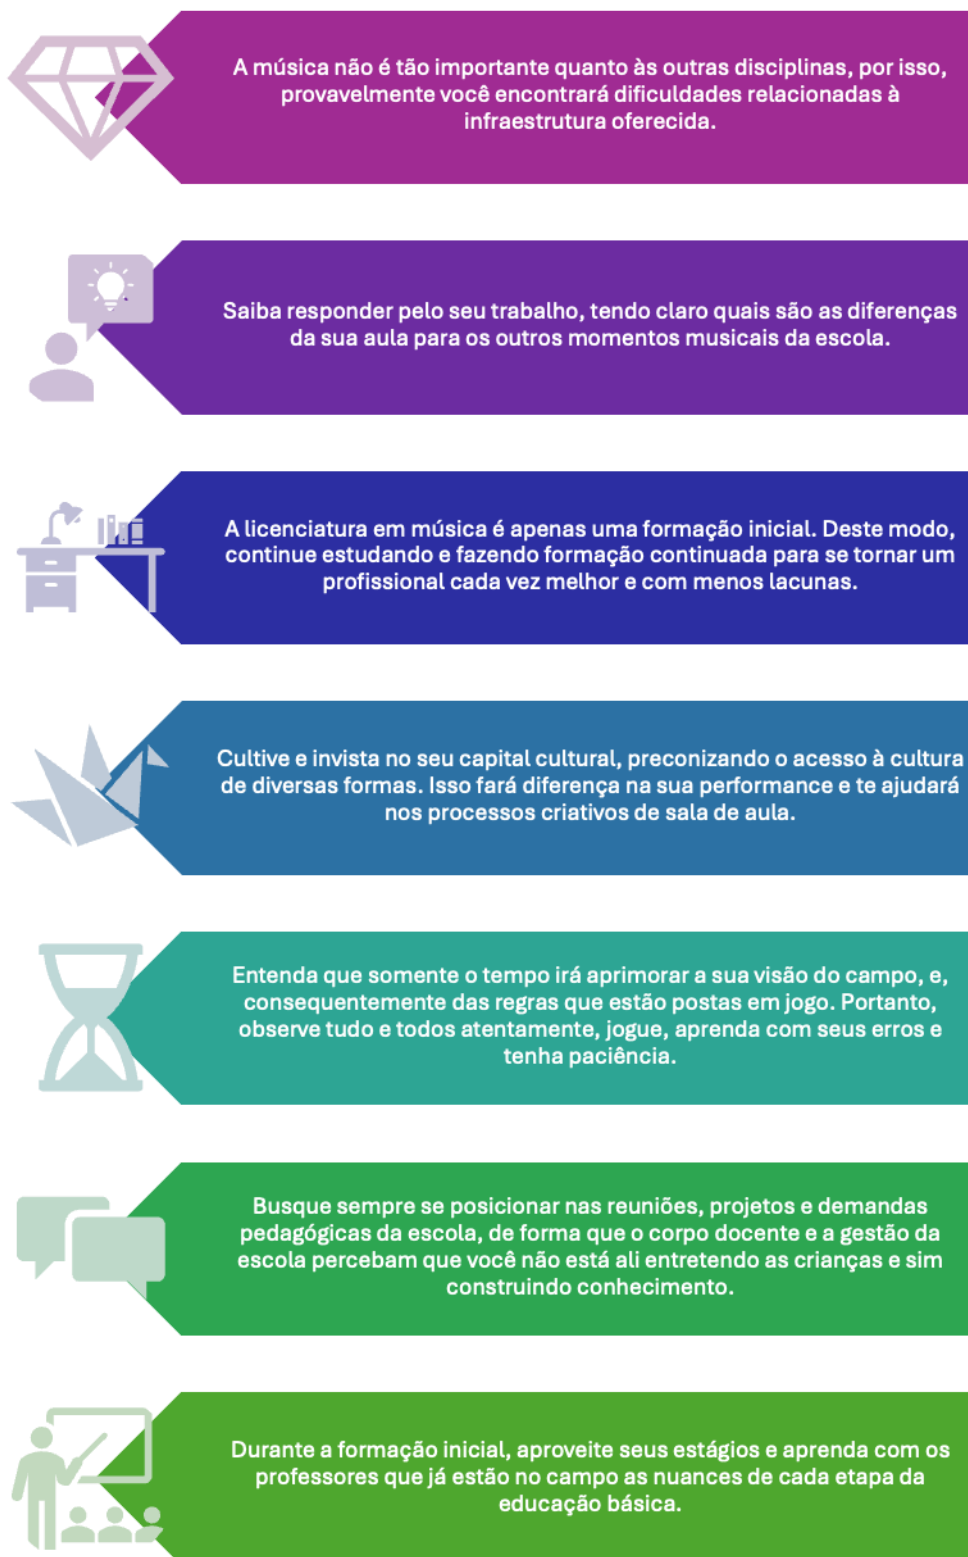 A música não é tão importante quanto às outras disciplinas, por isso,
provavelmente você encontrará dificuldades relacionadas à
infraestrutura oferecida.
Saiba responder pelo seu trabalho, tendo claro quais são as diferenças
da sua aula para os outros momentos musicais da escola.
A licenciatura em música é apenas uma formação inicial. Deste modo,
continue estudando e fazendo formação continuada para se tornar um
profissional cada vez melhor e com menos lacunas.
Cultive e invista no seu capital cultural, preconizando o acesso à cultura
de diversas formas. Isso fará diferença na sua performance e te ajudará
nos processos criativos de sala de aula.
Entenda que somente o tempo irá aprimorar a sua visão do campo, e,
consequentemente das regras que estão postas em jogo. Portanto,
observe tudo e todos atentamente, jogue, aprenda com seus erros e
tenha paciência.
Busque sempre se posicionar nas reuniões, projetos e demandas
pedagógicas da escola, de forma que o corpo docente e a gestão da
escola percebam que você não está ali entretendo as crianças e sim
construindo conhecimento.
Durante a formação inicial, aproveite seus estágios e aprenda com os
professores que já estão no campo as nuances de cada etapa da
educação básica.